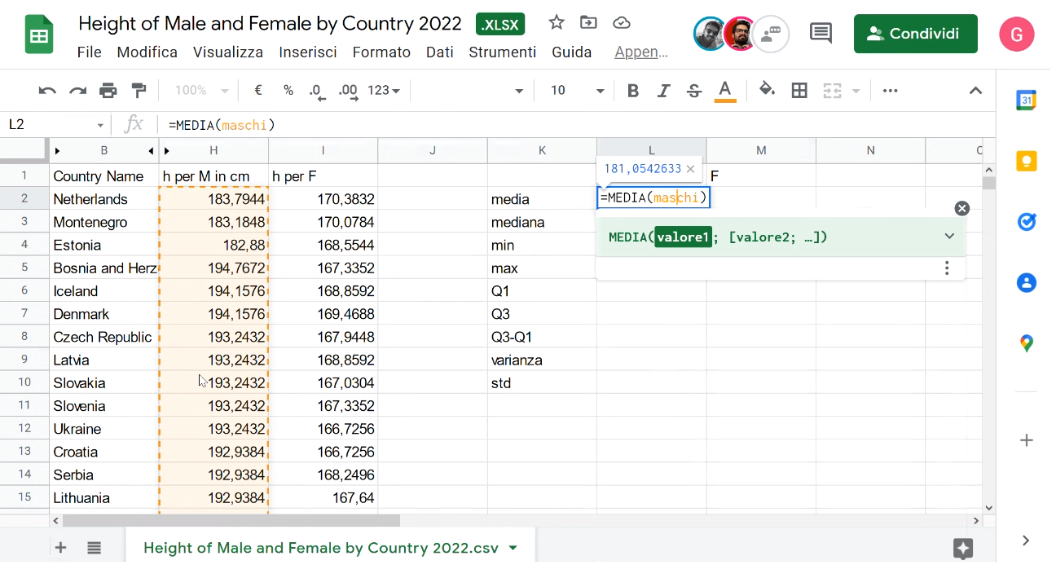 Height of Male and Female by Country 2022 .XLSX
File Modifica Visualizza Inserisci Formato Dati Strumenti Guida Appen...
Condividi
G
100% € % .0 .00 123 10 B I S A
L2 fx =MEDIA(maschi)
B H I J K L M N
181,0542633 ×
1 Country Name h per M in cm h per F F
2 Netherlands 183,7944 170,3832 media =MEDIA(maschi)
3 Montenegro 183,1848 170,0784 mediana
MEDIA(valore1; [valore2; …])
4 Estonia 182,88 168,5544 min
5 Bosnia and Herz 194,7672 167,3352 max
6 Iceland 194,1576 168,8592 Q1
7 Denmark 194,1576 169,4688 Q3
8 Czech Republic 193,2432 167,9448 Q3-Q1
9 Latvia 193,2432 168,8592 varianza
10 Slovakia 193,2432 167,0304 std
11 Slovenia 193,2432 167,3352
12 Ukraine 193,2432 166,7256
13 Croatia 192,9384 166,7256
14 Serbia 192,9384 168,2496
15 Lithuania 192,9384 167,64
Height of Male and Female by Country 2022.csv
31